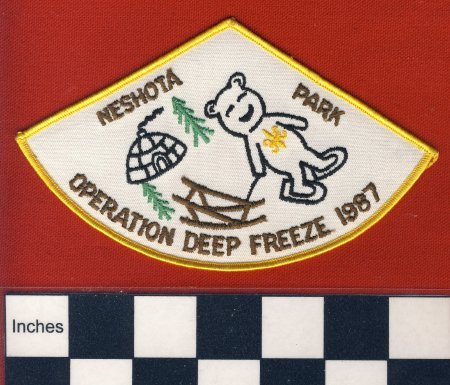 NESHOTA PARK
OPERATION DEEP FREEZE 1987
Inches